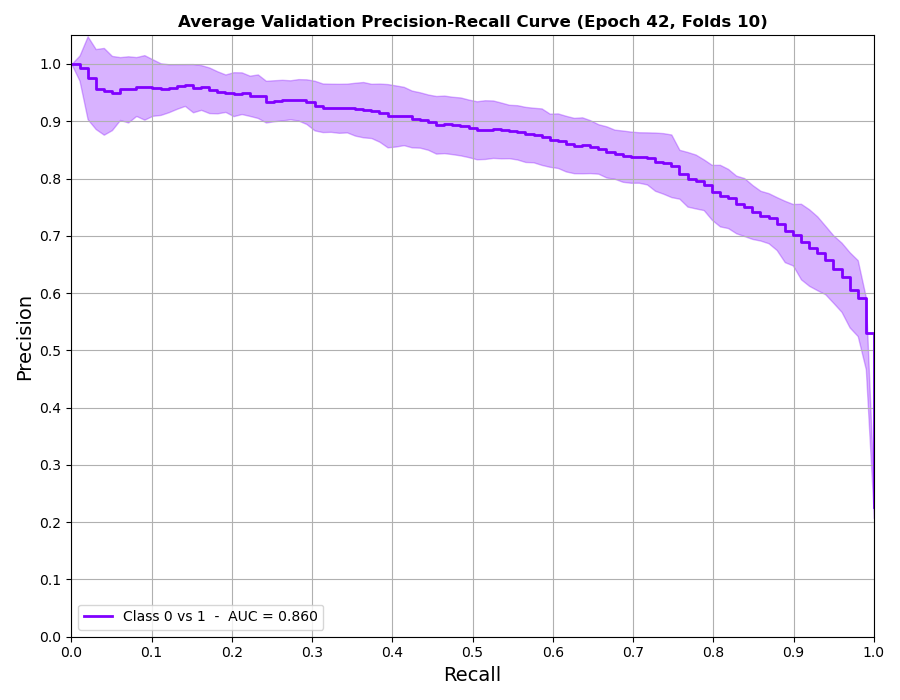 Average Validation Precision-Recall Curve (Epoch 42, Folds 10)
1.0
0.9
0.8
0.7
0.6
0.5
0.4
0.3
0.2
0.1
0.0
Precision
Class 0 vs 1 - AUC = 0.860
0.0 0.1 0.2 0.3 0.4 0.5 0.6 0.7 0.8 0.9 1.0
Recall